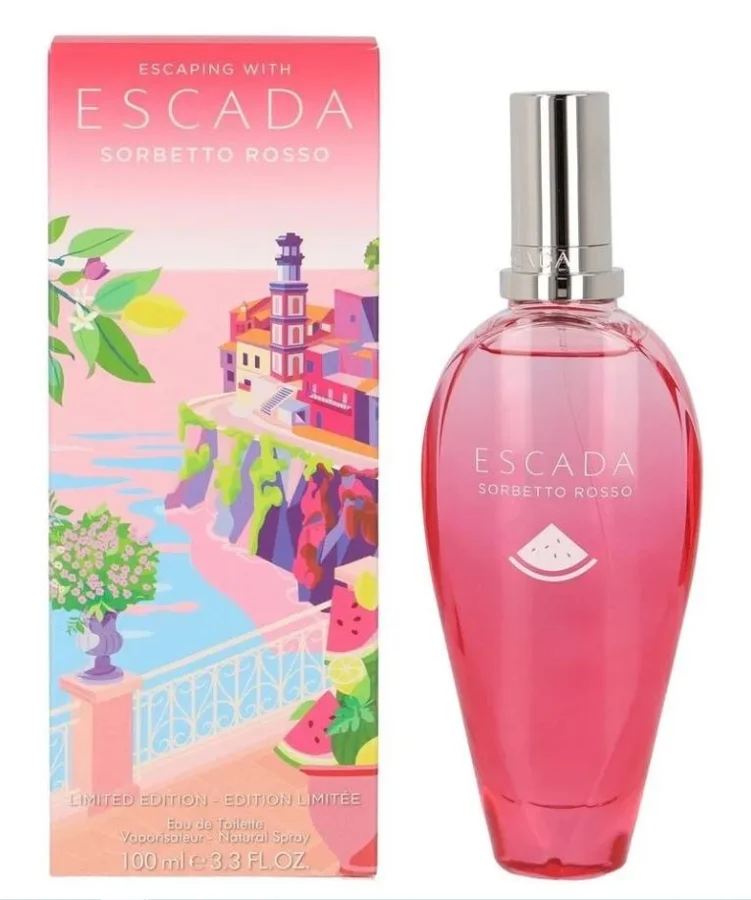 ESCAPING WITH
ESCADA
SORBETTO ROSSO
LIMITED EDITION - EDITION LIMITÉE
Eau de Toilette
Vaporisateur - Natural Spray
100 ml e 3.3 FL.OZ.
ESCADA
SORBETTO ROSSO